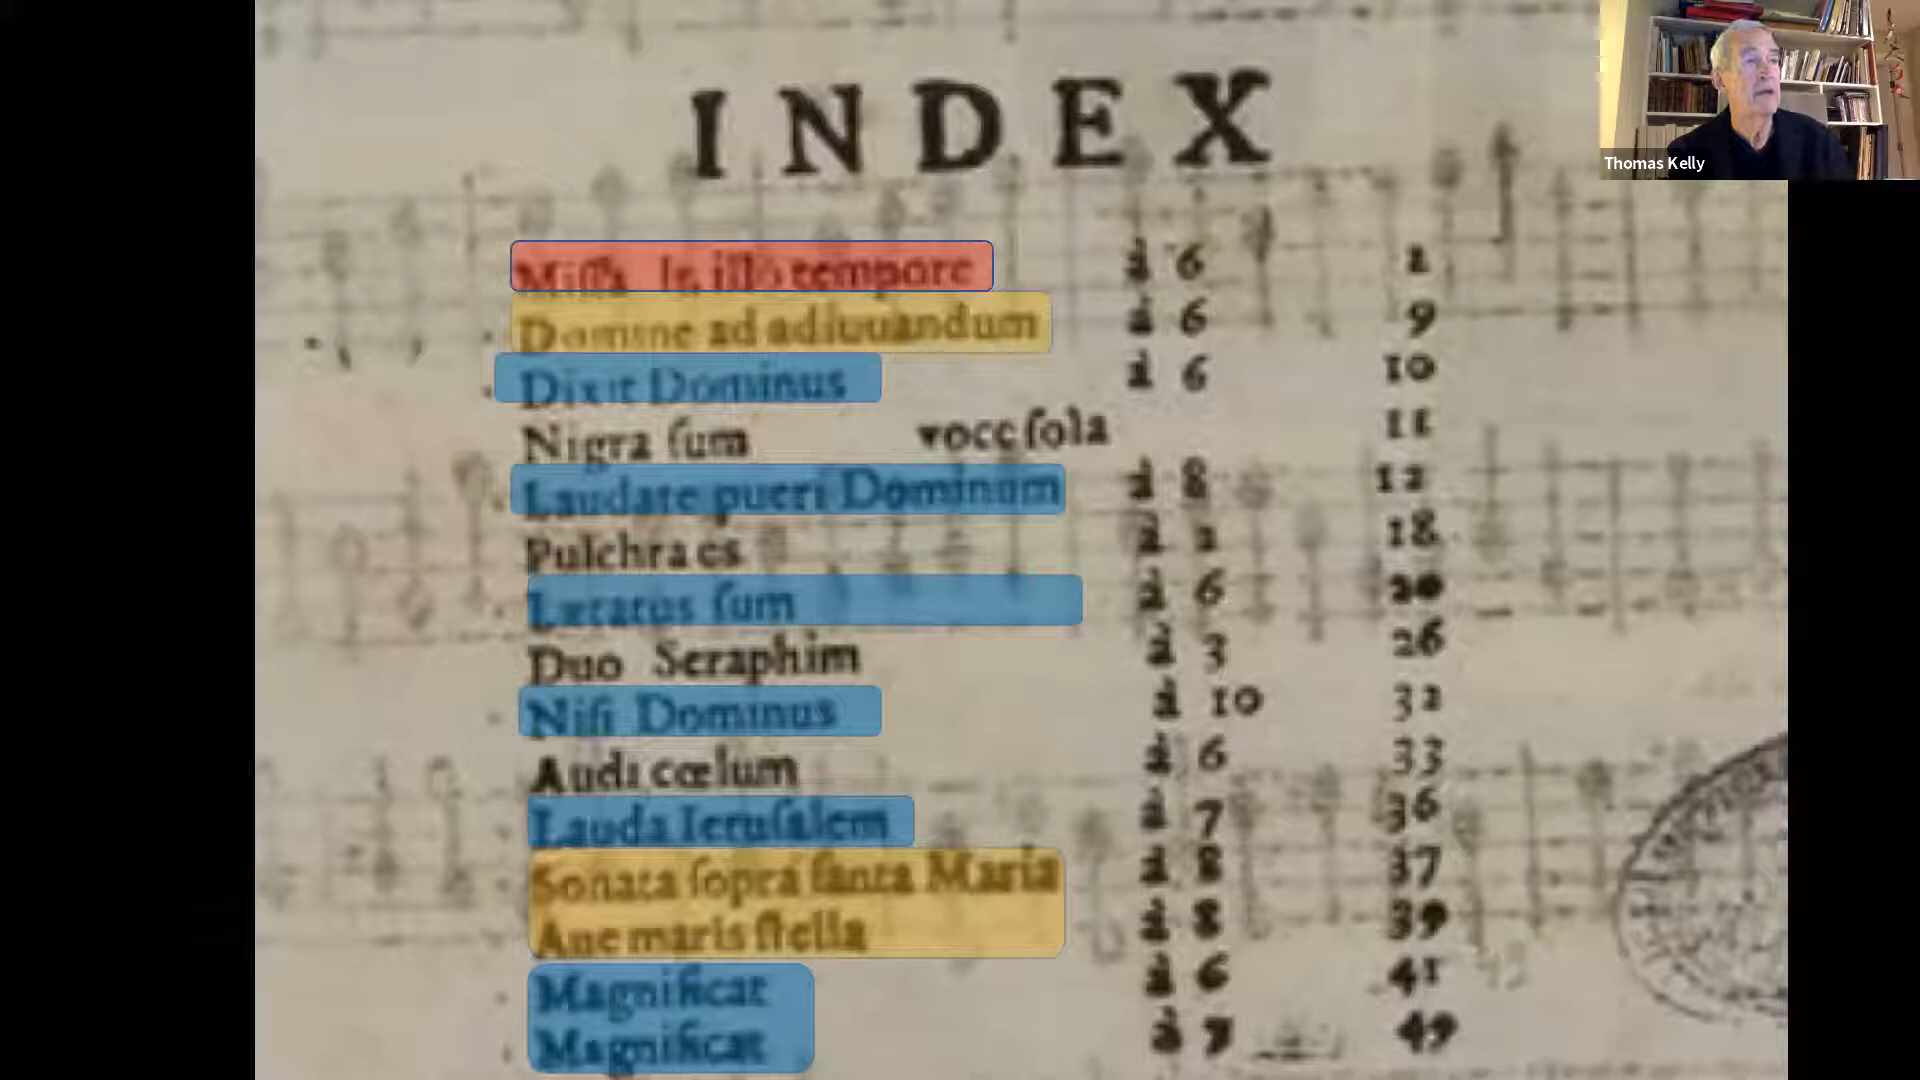 INDEX
Thomas Kelly
Missa In illo tempore à 6 1
Domine ad adiuuandum à 6 9
Dixit Dominus à 6 10
Nigra ſum voce ſola 11
Laudate pueri Dominum à 8 12
Pulchra es à 2 18
Lætatus ſum à 6 20
Duo Seraphim à 3 26
Niſi Dominus à 10 32
Audi cœlum à 6 33
Lauda Ieruſalem à 7 36
Sonata ſopra ſanta Maria à 8 37
Aue maris ſtella à 8 39
Magnificat à 6 41
Magnificat à 7 49